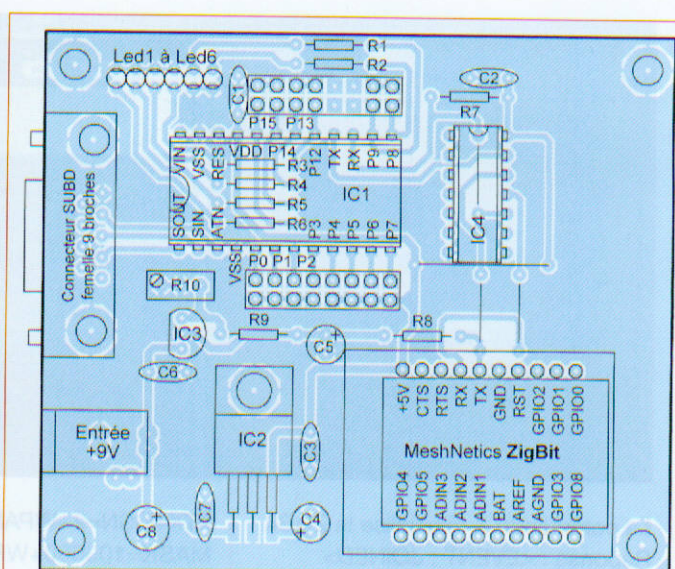 Led1 à Led6
R1
R2
C1
C2
R7
P15 P13
VIN
VSS
RES
VDD P14
P12
TX
RX
P9
P8
R3
R4
R5
R6
IC1
SOUT
SIN
ATN
P3
P4
P5
P6
P7
VSS
P0 P1 P2
IC4
Connecteur SUBD
femelle 9 broches
R10
IC3
R9
C5
R8
C6
IC2
C3
Entrée
+9V
C8
C7
C4
+5V
CTS
RTS
RX
TX
GND
RST
GPIO2
GPIO1
GPIO0
MeshNetics ZigBit
GPIO4
GPIO5
ADIN3
ADIN2
ADIN1
BAT
AREF
AGND
GPIO3
GPIO8